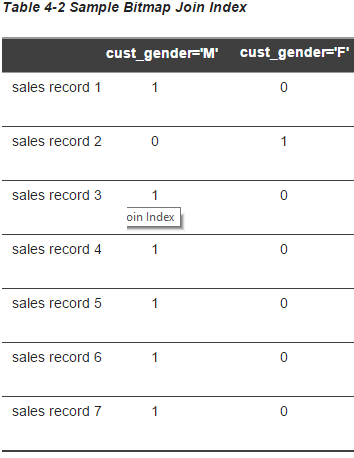 Table 4-2 Sample Bitmap Join Index
cust_gender='M' cust_gender='F'
sales record 1 1 0
sales record 2 0 1
sales record 3 1 0
oin Index
sales record 4 1 0
sales record 5 1 0
sales record 6 1 0
sales record 7 1 0